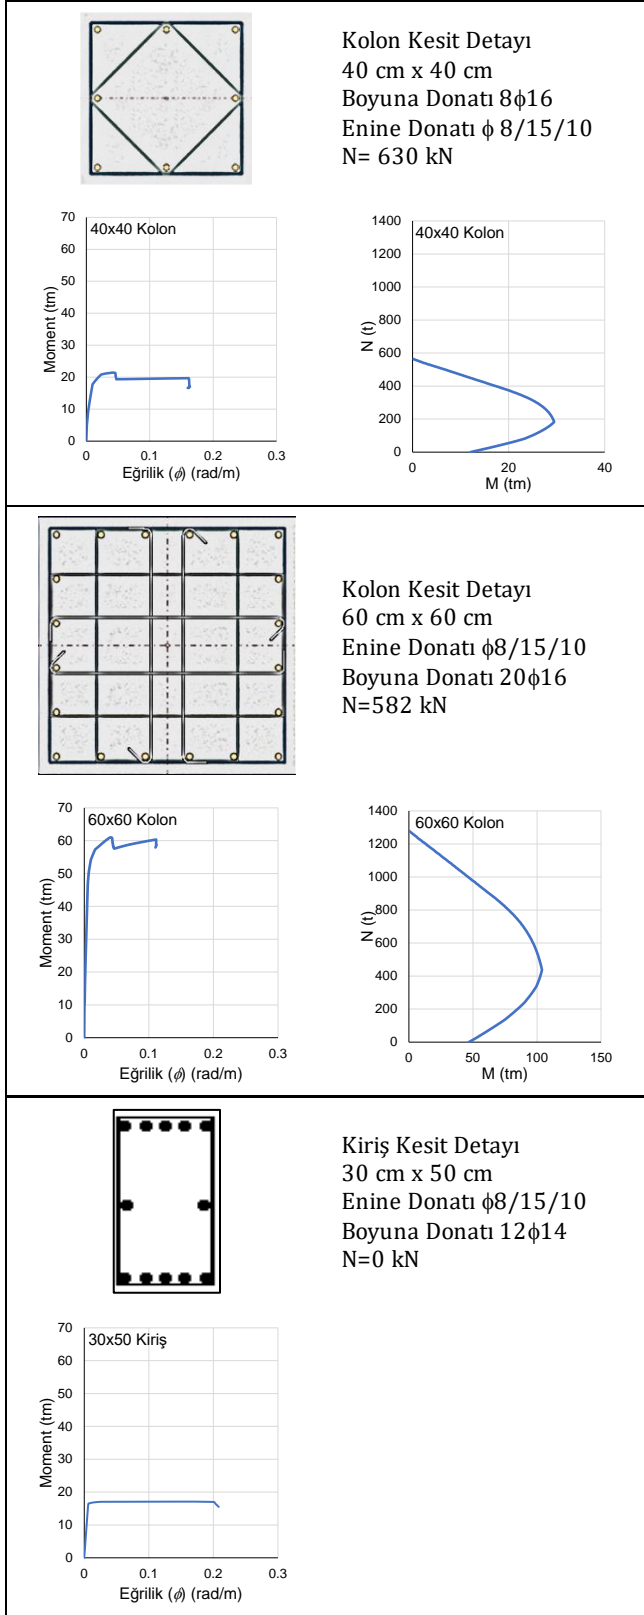 Kolon Kesit Detayı
40 cm x 40 cm
Boyuna Donatı 8ϕ16
Enine Donatı ϕ 8/15/10
N= 630 kN
40x40 Kolon
70
60
50
40
30
20
10
0
Moment (tm)
0 0.1 0.2 0.3
Eğrilik (ϕ) (rad/m)
40x40 Kolon
1400
1200
1000
800
600
400
200
0
N (t)
0 20 40
M (tm)
Kolon Kesit Detayı
60 cm x 60 cm
Enine Donatı ϕ8/15/10
Boyuna Donatı 20ϕ16
N=582 kN
60x60 Kolon
70
60
50
40
30
20
10
0
Moment (tm)
0 0.1 0.2 0.3
Eğrilik (ϕ) (rad/m)
60x60 Kolon
1400
1200
1000
800
600
400
200
0
N (t)
0 50 100 150
M (tm)
Kiriş Kesit Detayı
30 cm x 50 cm
Enine Donatı ϕ8/15/10
Boyuna Donatı 12ϕ14
N=0 kN
30x50 Kiriş
70
60
50
40
30
20
10
0
Moment (tm)
0 0.1 0.2 0.3
Eğrilik (ϕ) (rad/m)